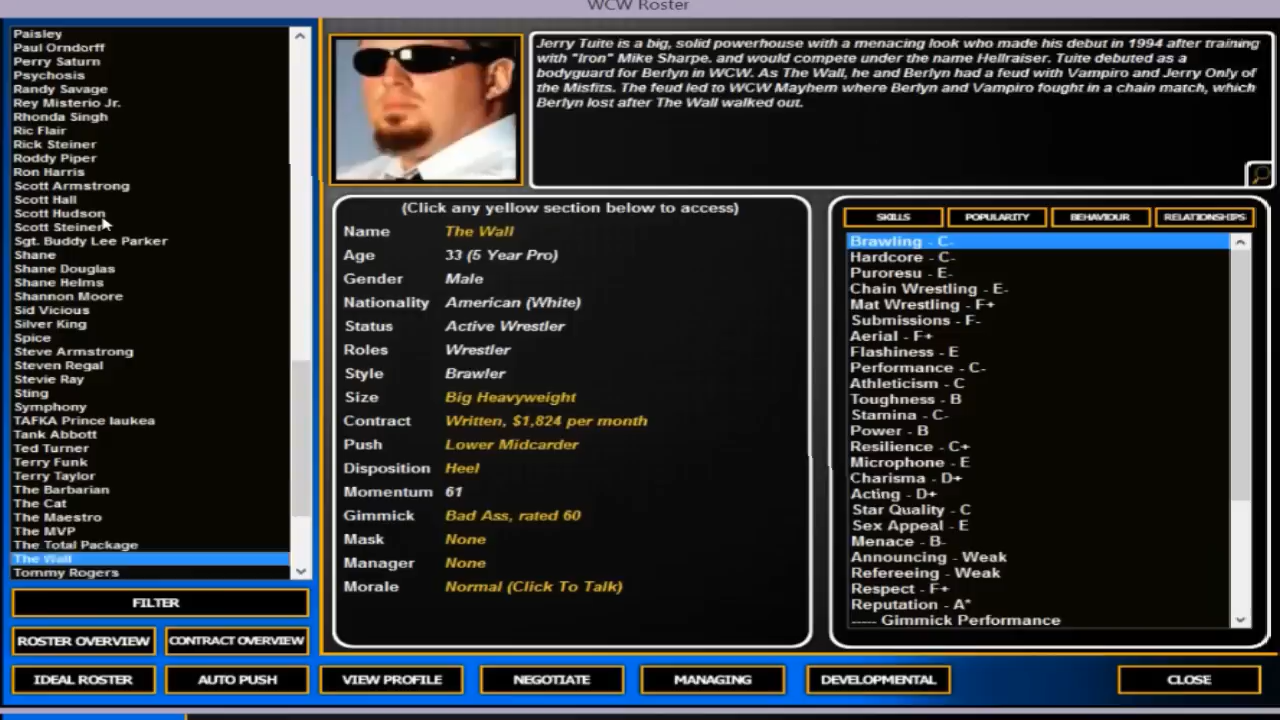 WCW Roster
Paisley
Paul Orndorff
Perry Saturn
Psychosis
Randy Savage
Rey Misterio Jr.
Rhonda Singh
Ric Flair
Rick Steiner
Roddy Piper
Ron Harris
Scott Armstrong
Scott Hall
Scott Hudson
Scott Steiner
Sgt. Buddy Lee Parker
Shane
Shane Douglas
Shane Helms
Shannon Moore
Sid Vicious
Silver King
Spice
Steve Armstrong
Steven Regal
Stevie Ray
Sting
Symphony
TAFKA Prince Iaukea
Tank Abbott
Ted Turner
Terry Funk
Terry Taylor
The Barbarian
The Cat
The Maestro
The MVP
The Total Package
The Wall
Tommy Rogers
FILTER
ROSTER OVERVIEW
CONTRACT OVERVIEW
Jerry Tuite is a big, solid powerhouse with a menacing look who made his debut in 1994 after training
with "Iron" Mike Sharpe. and would compete under the name Hellraiser. Tuite debuted as a
bodyguard for Berlyn in WCW. As The Wall, he and Berlyn had a feud with Vampiro and Jerry Only of
the Misfits. The feud led to WCW Mayhem where Berlyn and Vampiro fought in a chain match, which
Berlyn lost after The Wall walked out.
(Click any yellow section below to access)
Name The Wall
Age 33 (5 Year Pro)
Gender Male
Nationality American (White)
Status Active Wrestler
Roles Wrestler
Style Brawler
Size Big Heavyweight
Contract Written, $1,824 per month
Push Lower Midcarder
Disposition Heel
Momentum 61
Gimmick Bad Ass, rated 60
Mask None
Manager None
Morale Normal (Click To Talk)
SKILLS POPULARITY BEHAVIOUR RELATIONSHIPS
Brawling - C-
Hardcore - C-
Puroresu - E-
Chain Wrestling - E-
Mat Wrestling - F+
Submissions - F-
Aerial - F+
Flashiness - E
Performance - C-
Athleticism - C
Toughness - B
Stamina - C-
Power - B
Resilience - C+
Microphone - E
Charisma - D+
Acting - D+
Star Quality - C
Sex Appeal - E
Menace - B-
Announcing - Weak
Refereeing - Weak
Respect - F+
Reputation - A*
----- Gimmick Performance
IDEAL ROSTER AUTO PUSH VIEW PROFILE NEGOTIATE MANAGING DEVELOPMENTAL CLOSE